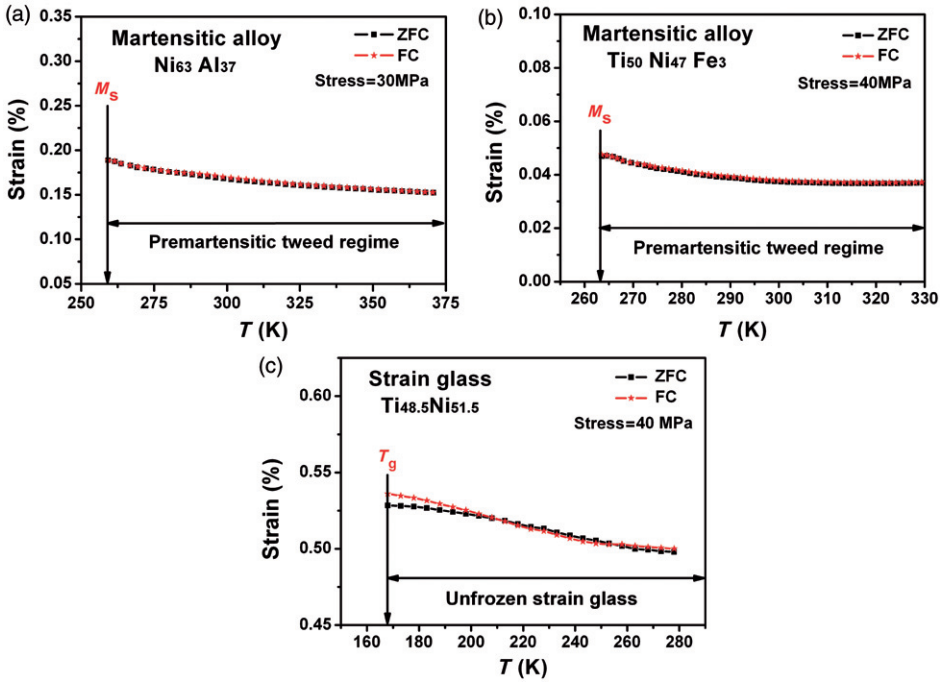 (a)
0.35
0.30
0.25
0.20
0.15
0.10
0.05
Strain (%)
Martensitic alloy
Ni63 Al37
ZFC
FC
Stress=30MPa
Ms
Premartensitic tweed regime
250 275 300 325 350 375
T (K)
(b)
0.10
0.08
0.06
0.04
0.02
0.00
Strain (%)
Martensitic alloy
Ti50 Ni47 Fe3
ZFC
FC
Stress=40MPa
Ms
Premartensitic tweed regime
260 270 280 290 300 310 320 330
T (K)
(c)
0.60
0.55
0.50
0.45
Strain (%)
Strain glass
Ti48.5Ni51.5
ZFC
FC
Stress=40 MPa
Tg
Unfrozen strain glass
160 180 200 220 240 260 280
T (K)